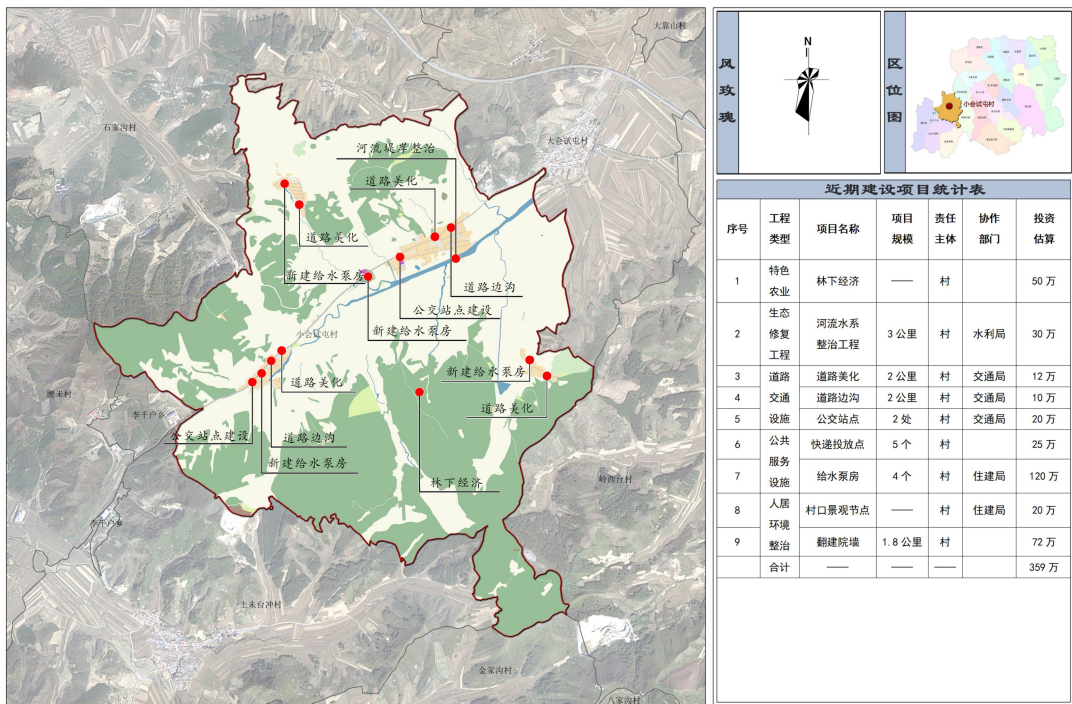 大靠山村
石家沟村
大会试屯村
河流堤岸整治
道路美化
道路美化
新建给水泵房
道路边沟
公交站点建设
新建给水泵房
小会试屯村
道路美化
新建给水泵房
道路美化
腰未村
李千户乡
公交站点建设
道路边沟
新建给水泵房
林下经济
岭西台村
李千户乡
上未台冲村
金家沟村
八家沟村
风玫瑰
N
区位图
小会试屯村
近期建设项目统计表
序号 工程类型 项目名称 项目规模 责任主体 协作部门 投资估算
1 特色农业 林下经济 —— 村 50万
2 生态修复工程 河流水系整治工程 3公里 村 水利局 30万
3 道路交通设施 道路美化 2公里 村 交通局 12万
4 道路边沟 2公里 村 交通局 10万
5 公交站点 2处 村 交通局 20万
6 公共服务设施 快递投放点 5个 村 25万
7 给水泵房 4个 村 住建局 120万
8 人居环境整治 村口景观节点 —— 村 住建局 20万
9 翻建院墙 1.8公里 村 72万
合计 —— —— —— 359万